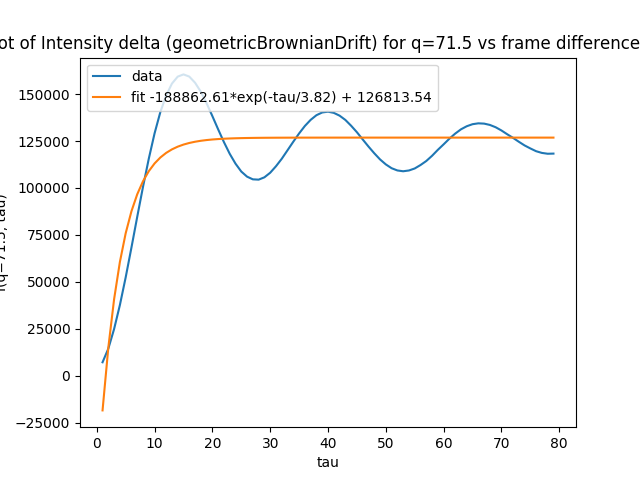 ot of Intensity delta (geometricBrownianDrift) for q=71.5 vs frame difference
data
fit -188862.61*exp(-tau/3.82) + 126813.54
150000
125000
100000
75000
50000
25000
0
−25000
(q=71.5, tau)
0 10 20 30 40 50 60 70 80
tau